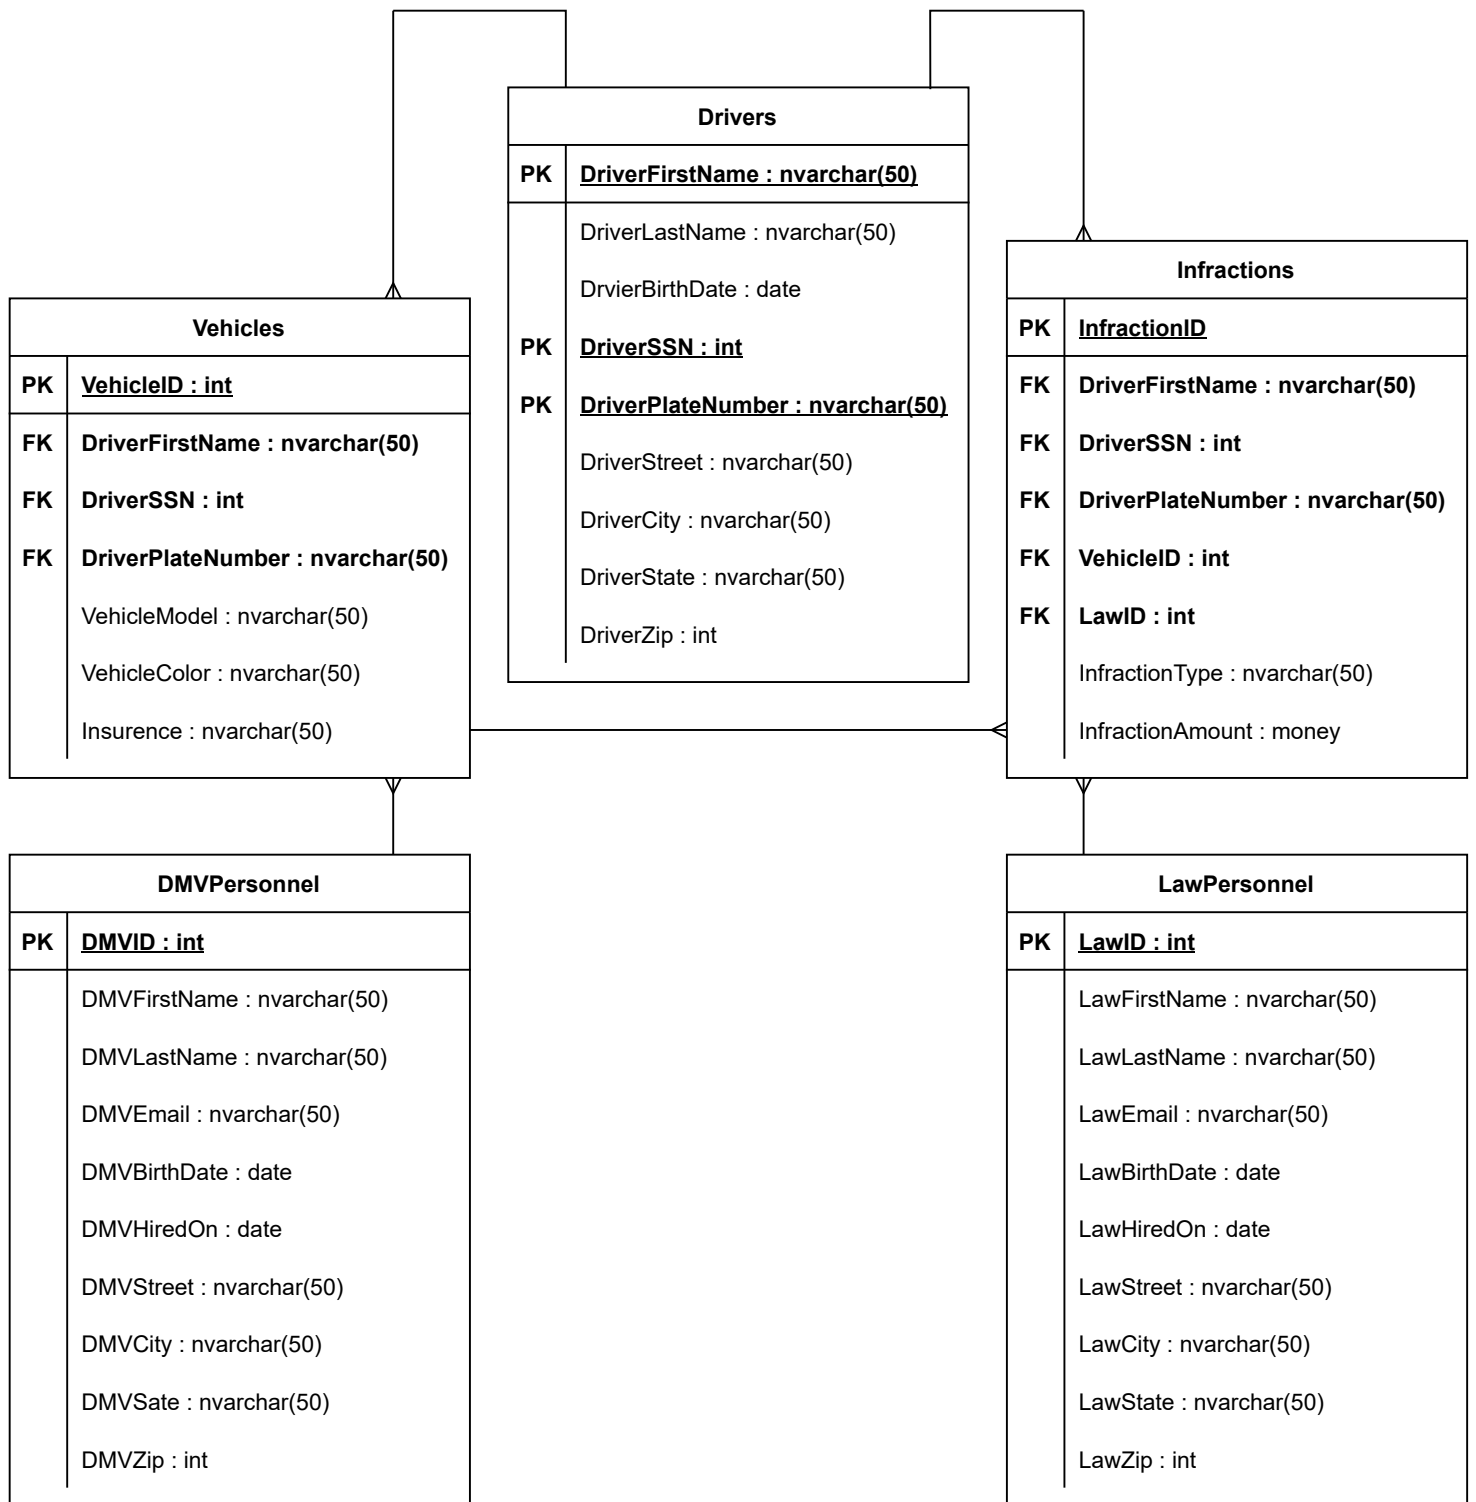 Drivers
PK DriverFirstName : nvarchar(50)
DriverLastName : nvarchar(50)
DrvierBirthDate : date
PK DriverSSN : int
PK DriverPlateNumber : nvarchar(50)
DriverStreet : nvarchar(50)
DriverCity : nvarchar(50)
DriverState : nvarchar(50)
DriverZip : int
Vehicles
PK VehicleID : int
FK DriverFirstName : nvarchar(50)
FK DriverSSN : int
FK DriverPlateNumber : nvarchar(50)
VehicleModel : nvarchar(50)
VehicleColor : nvarchar(50)
Insurence : nvarchar(50)
Infractions
PK InfractionID
FK DriverFirstName : nvarchar(50)
FK DriverSSN : int
FK DriverPlateNumber : nvarchar(50)
FK VehicleID : int
FK LawID : int
InfractionType : nvarchar(50)
InfractionAmount : money
DMVPersonnel
PK DMVID : int
DMVFirstName : nvarchar(50)
DMVLastName : nvarchar(50)
DMVEmail : nvarchar(50)
DMVBirthDate : date
DMVHiredOn : date
DMVStreet : nvarchar(50)
DMVCity : nvarchar(50)
DMVSate : nvarchar(50)
DMVZip : int
LawPersonnel
PK LawID : int
LawFirstName : nvarchar(50)
LawLastName : nvarchar(50)
LawEmail : nvarchar(50)
LawBirthDate : date
LawHiredOn : date
LawStreet : nvarchar(50)
LawCity : nvarchar(50)
LawState : nvarchar(50)
LawZip : int